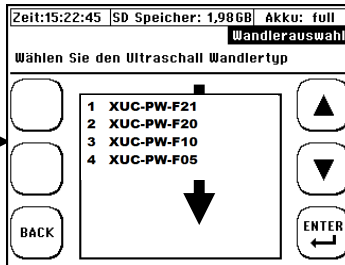 Zeit:15:22:45 SD Speicher: 1,98GB Akku: full
Wandlerauswahl
Wählen Sie den Ultraschall Wandlertyp
1 XUC-PW-F21
2 XUC-PW-F20
3 XUC-PW-F10
4 XUC-PW-F05
BACK
ENTER